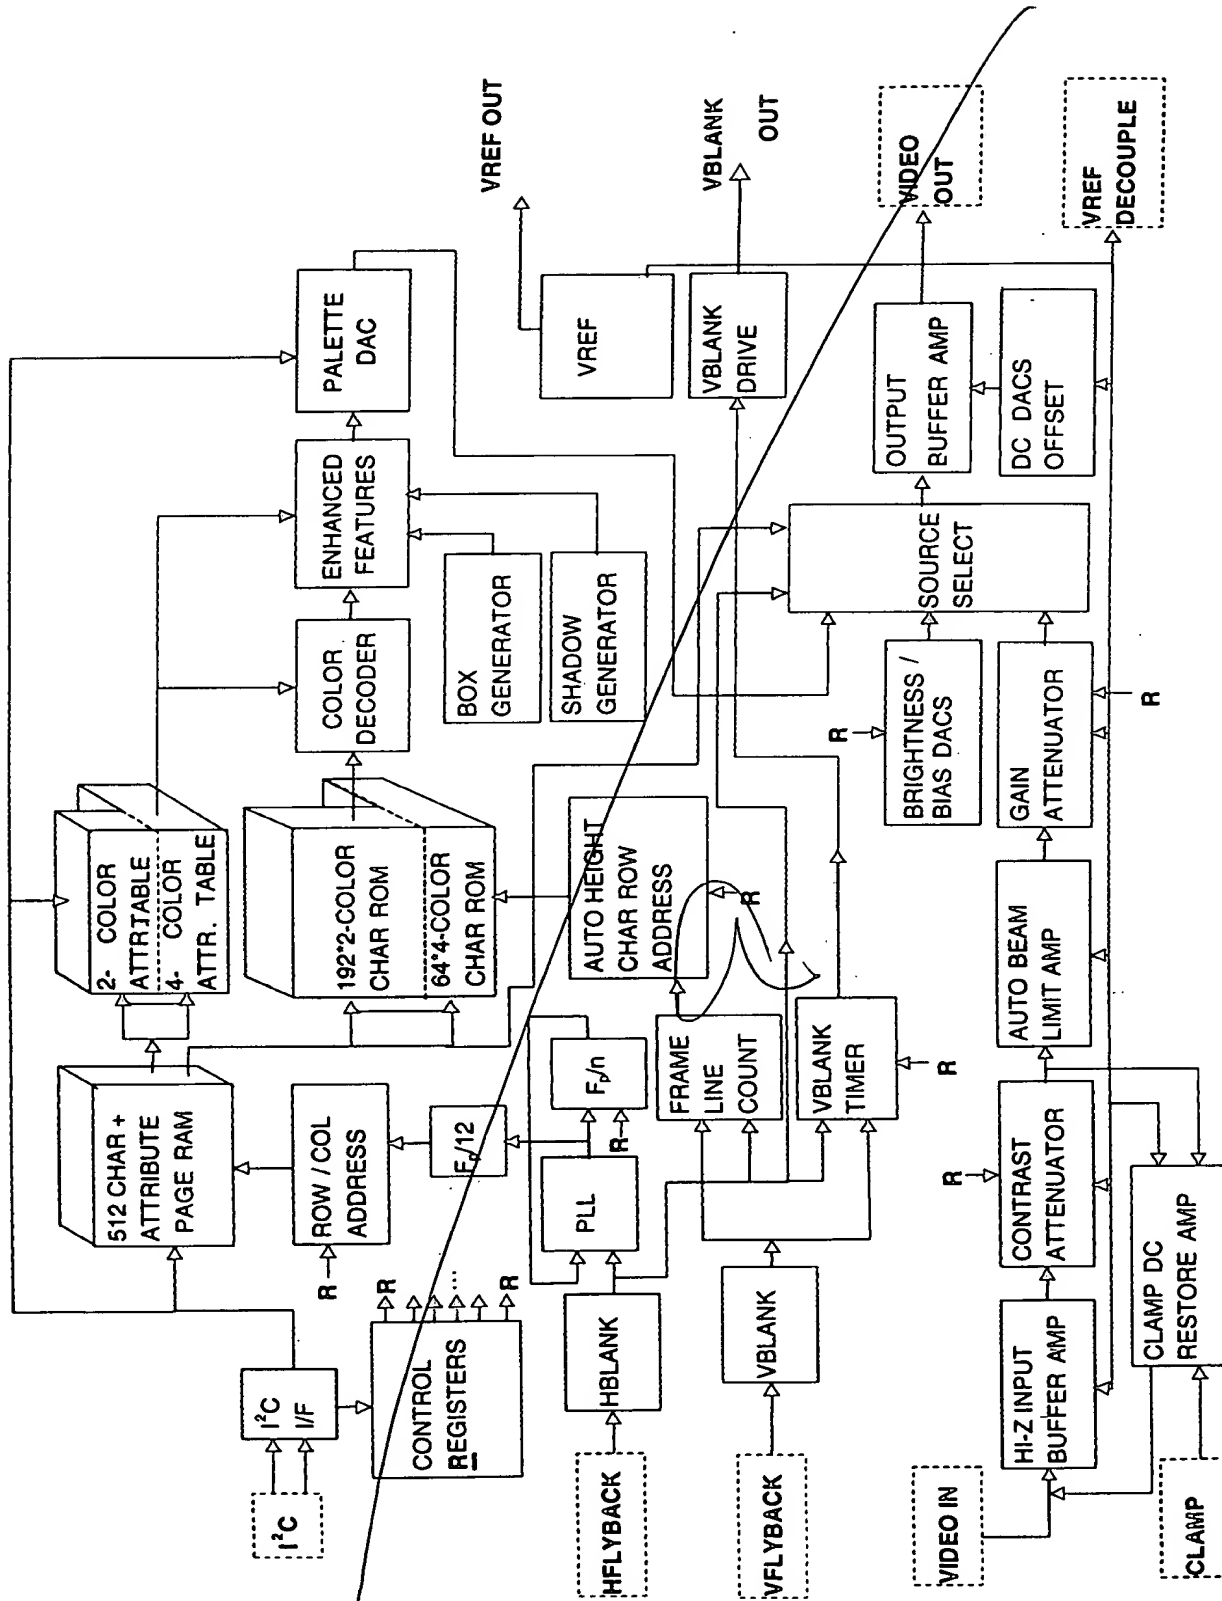 I²C
I²C
I/F
CONTROL
REGISTERS
R
...
R
512 CHAR +
ATTRIBUTE
PAGE RAM
R
ROW / COL
ADDRESS
Fₚ/12
2- COLOR
ATTRTABLE
4- COLOR
ATTR. TABLE
192*2-COLOR
CHAR ROM
64*4-COLOR
CHAR ROM
COLOR
DECODER
ENHANCED
FEATURES
PALETTE
DAC
BOX
GENERATOR
SHADOW
GENERATOR
HFLYBACK
HBLANK
PLL
Fₚ/n
R
AUTO HEIGHT
CHAR ROW
ADDRESS
R
FRAME
LINE
COUNT
VREF
VREF OUT
VFLYBACK
VBLANK
VBLANK
TIMER
R
VBLANK
DRIVE
VBLANK
OUT
VIDEO IN
HI-Z INPUT
BUFFER AMP
R
CONTRAST
ATTENUATOR
AUTO BEAM
LIMIT AMP
GAIN
ATTENUATOR
R
R
BRIGHTNESS /
BIAS DACS
SOURCE
SELECT
OUTPUT
BUFFER AMP
DC DACS
OFFSET
VIDEO
OUT
VREF
DECOUPLE
CLAMP
CLAMP DC
RESTORE AMP